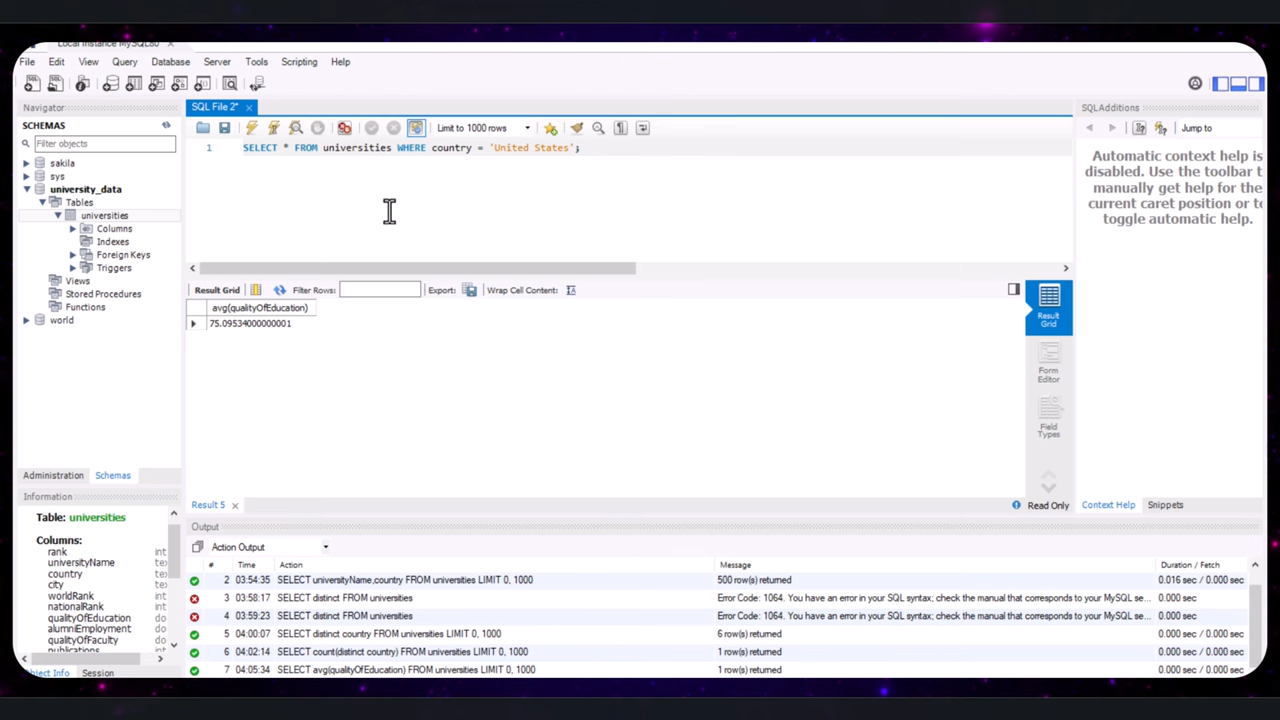 Local instance MySQL80 ×
File Edit View Query Database Server Tools Scripting Help
Navigator
SCHEMAS
Filter objects
sakila
sys
university_data
Tables
universities
Columns
Indexes
Foreign Keys
Triggers
Views
Stored Procedures
Functions
world
Administration Schemas
Information
Table: universities
Columns:
rank int
universityName tex
country tex
city tex
worldRank int
nationalRank int
qualityOfEducation do
alumniEmployment do
qualityOfFaculty do
publications
Object Info Session
SQL File 2* ×
Limit to 1000 rows
1 SELECT * FROM universities WHERE country = 'United States';
Result Grid Filter Rows: Export: Wrap Cell Content:
avg(qualityOfEducation)
75.09534000000001
Result Grid
Form Editor
Field Types
Result 5 × Read Only
Output
Action Output
# Time Action Message Duration / Fetch
2 03:54:35 SELECT universityName,country FROM universities LIMIT 0, 1000 500 row(s) returned 0.016 sec / 0.000 sec
3 03:58:17 SELECT distinct FROM universities Error Code: 1064. You have an error in your SQL syntax; check the manual that corresponds to your MySQL se... 0.000 sec
4 03:59:23 SELECT distinct FROM universities Error Code: 1064. You have an error in your SQL syntax; check the manual that corresponds to your MySQL se... 0.000 sec
5 04:00:07 SELECT distinct country FROM universities LIMIT 0, 1000 6 row(s) returned 0.000 sec / 0.000 sec
6 04:02:14 SELECT count(distinct country) FROM universities LIMIT 0, 1000 1 row(s) returned 0.000 sec / 0.000 sec
7 04:05:34 SELECT avg(qualityOfEducation) FROM universities LIMIT 0, 1000 1 row(s) returned 0.000 sec / 0.000 sec
SQLAdditions
Jump to
Automatic context help is
disabled. Use the toolbar t
manually get help for the
current caret position or to
toggle automatic help.
Context Help Snippets